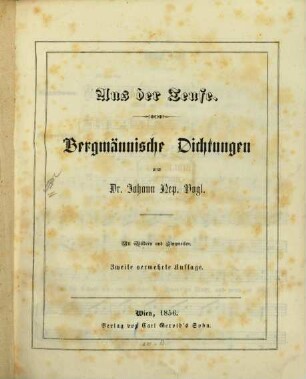 Aus der Teufe.
Bergmännische Dichtungen
von
Dr. Johann Nep. Vogl.
Mit Bildern und Singweisen.
Zweite vermehrte Auflage.
Wien, 1856.
Verlag von Carl Gerold's Sohn.